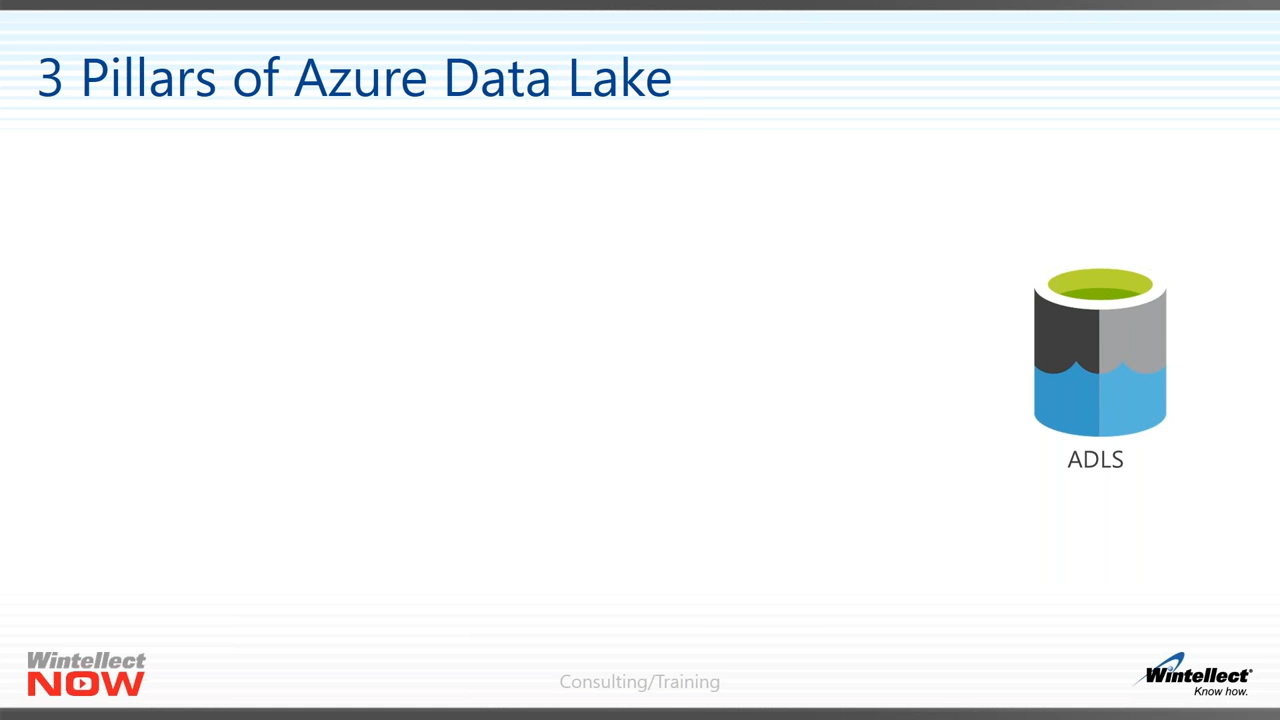 3 Pillars of Azure Data Lake
ADLS
Wintellect
NOW
Consulting/Training
Wintellect®
Know how.